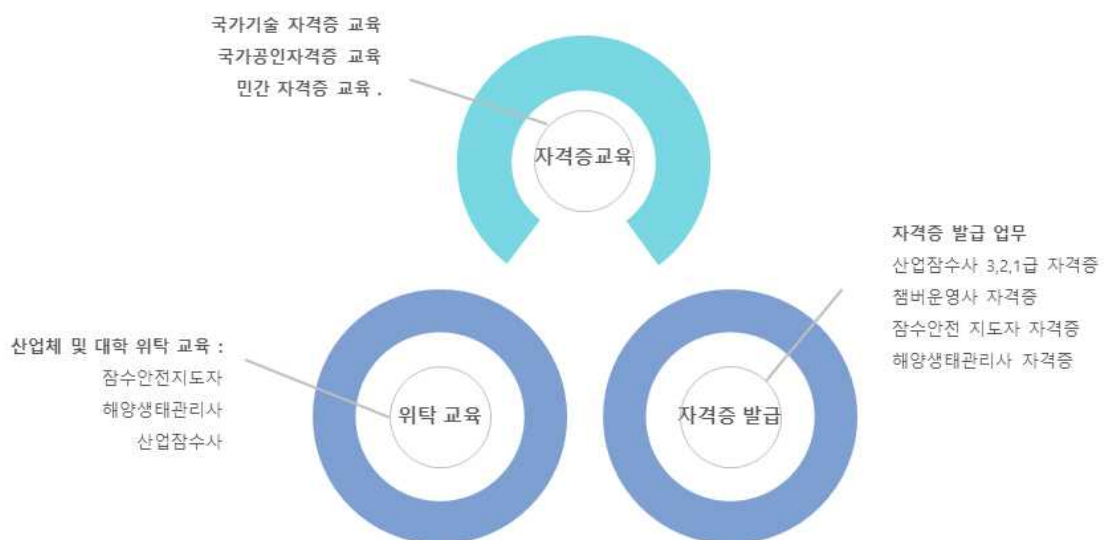 국가기술 자격증 교육
국가공인자격증 교육
민간 자격증 교육 .
자격증교육
자격증 발급 업무
산업잠수사 3,2,1급 자격증
챔버운영사 자격증
잠수안전 지도자 자격증
해양생태관리사 자격증
산업체 및 대학 위탁 교육 :
잠수안전지도자
해양생태관리사
산업잠수사
위탁 교육
자격증 발급